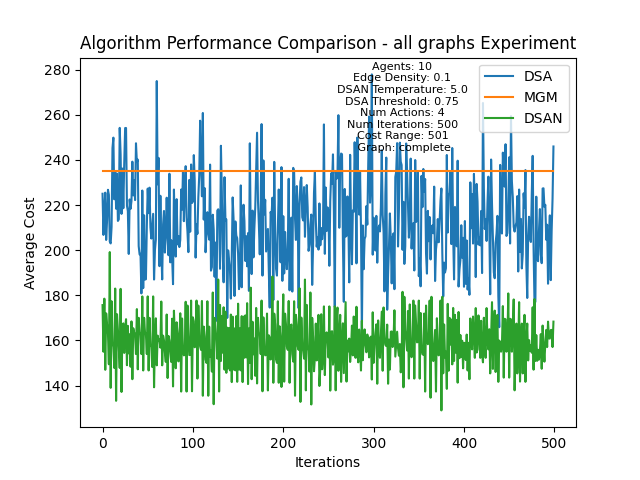 Algorithm Performance Comparison - all graphs Experiment
Agents: 10
Edge Density: 0.1
DSAN Temperature: 5.0
DSA Threshold: 0.75
Num Actions: 4
Num Iterations: 500
Cost Range: 501
Graph: complete
DSA
MGM
DSAN
Average Cost
280
260
240
220
200
180
160
140
0
100
200
300
400
500
Iterations